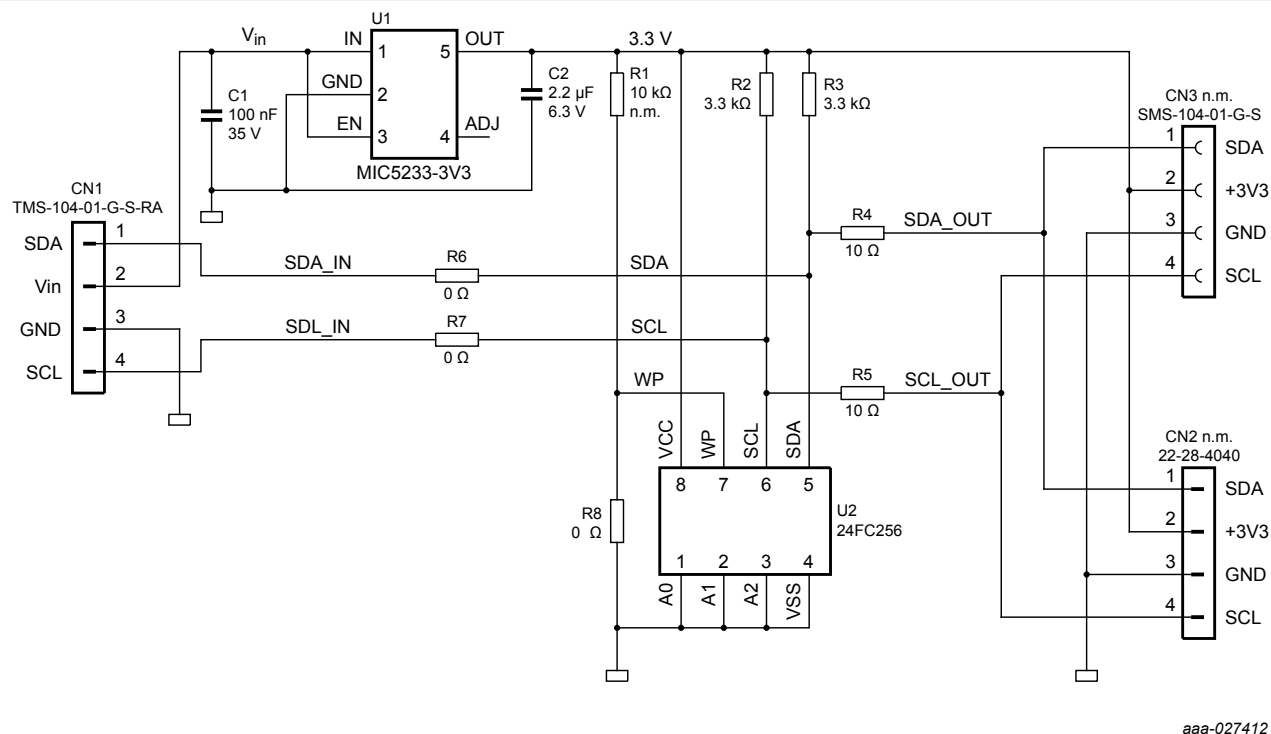 U1
Vin
IN
1
5
OUT
GND
2
EN
3
4
ADJ
MIC5233-3V3
C1
100 nF
35 V
C2
2.2 µF
6.3 V
3.3 V
R1
10 kΩ
n.m.
R2
3.3 kΩ
R3
3.3 kΩ
CN3 n.m.
SMS-104-01-G-S
1
SDA
2
+3V3
3
GND
4
SCL
CN1
TMS-104-01-G-S-RA
SDA
1
Vin
2
GND
3
SCL
4
SDA_IN
R6
0 Ω
SDA
SDL_IN
R7
0 Ω
SCL
R4
10 Ω
SDA_OUT
R5
10 Ω
SCL_OUT
WP
VCC
WP
SCL
SDA
8
7
6
5
U2
24FC256
1
2
3
4
A0
A1
A2
VSS
R8
0 Ω
CN2 n.m.
22-28-4040
1
SDA
2
+3V3
3
GND
4
SCL
aaa-027412